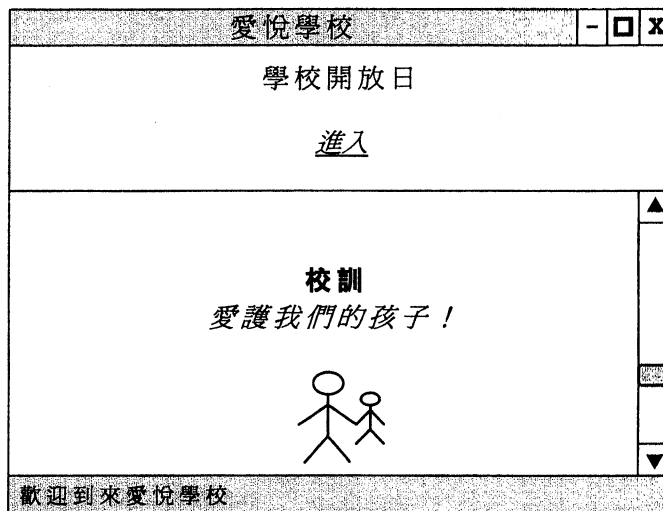 愛悅學校
學校開放日
進入
校訓
愛護我們的孩子！
歡迎到來愛悅學校